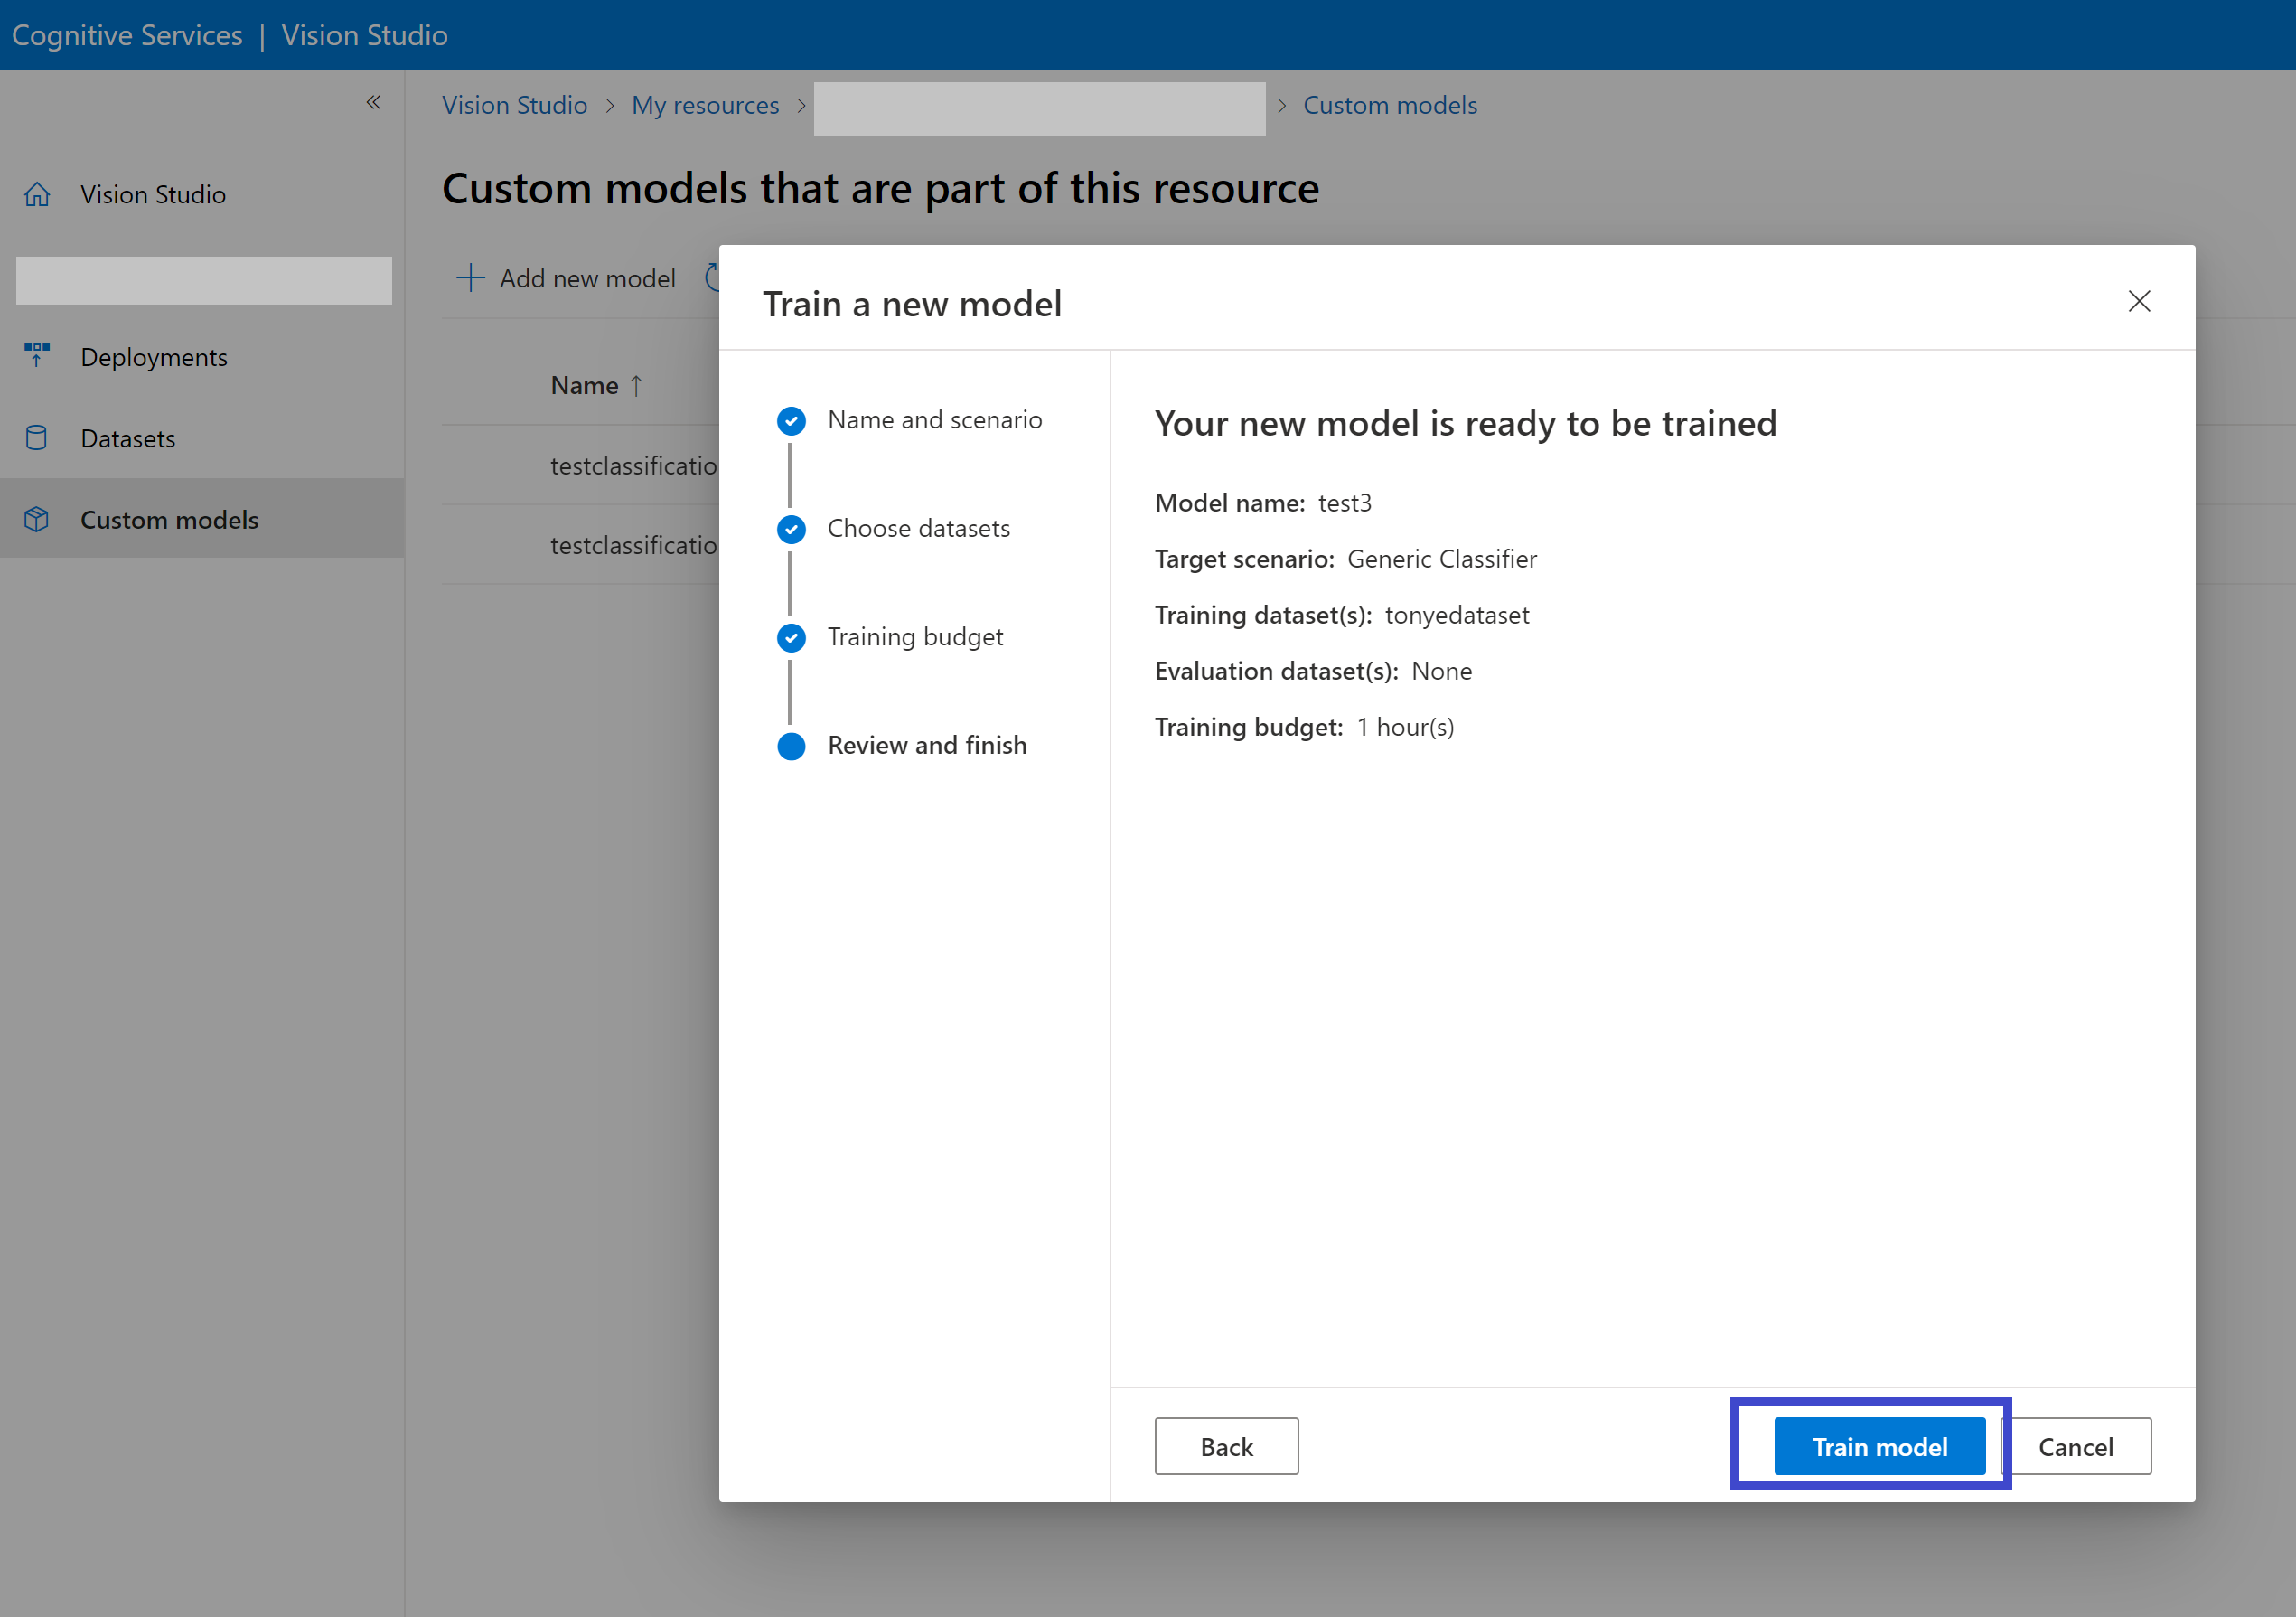 Cognitive Services | Vision Studio
Vision Studio > My resources > > Custom models
Custom models that are part of this resource
Vision Studio
Deployments
Datasets
Custom models
Add new model
Name ↑
testclassificatio
testclassificatio
Train a new model
Name and scenario
Choose datasets
Training budget
Review and finish
Your new model is ready to be trained
Model name: test3
Target scenario: Generic Classifier
Training dataset(s): tonyedataset
Evaluation dataset(s): None
Training budget: 1 hour(s)
Back
Train model
Cancel